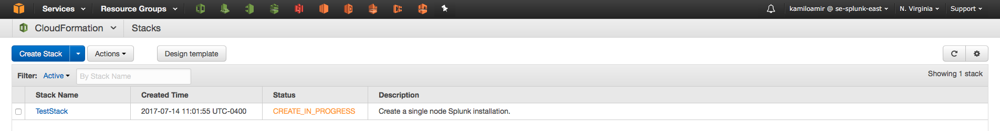 Services Resource Groups kamiloamir @ se-splunk-east N. Virginia Support
CloudFormation Stacks
Create Stack Actions Design template
Filter: Active By Stack Name Showing 1 stack
Stack Name Created Time Status Description
TestStack 2017-07-14 11:01:55 UTC-0400 CREATE_IN_PROGRESS Create a single node Splunk installation.